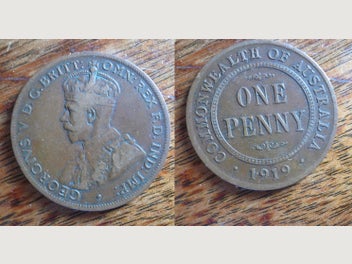 GEORGIVS V D.G.BRITT: OMN:REX F.D.IND:IMP:
COMMONWEALTH OF AUSTRALIA
ONE
PENNY
1919